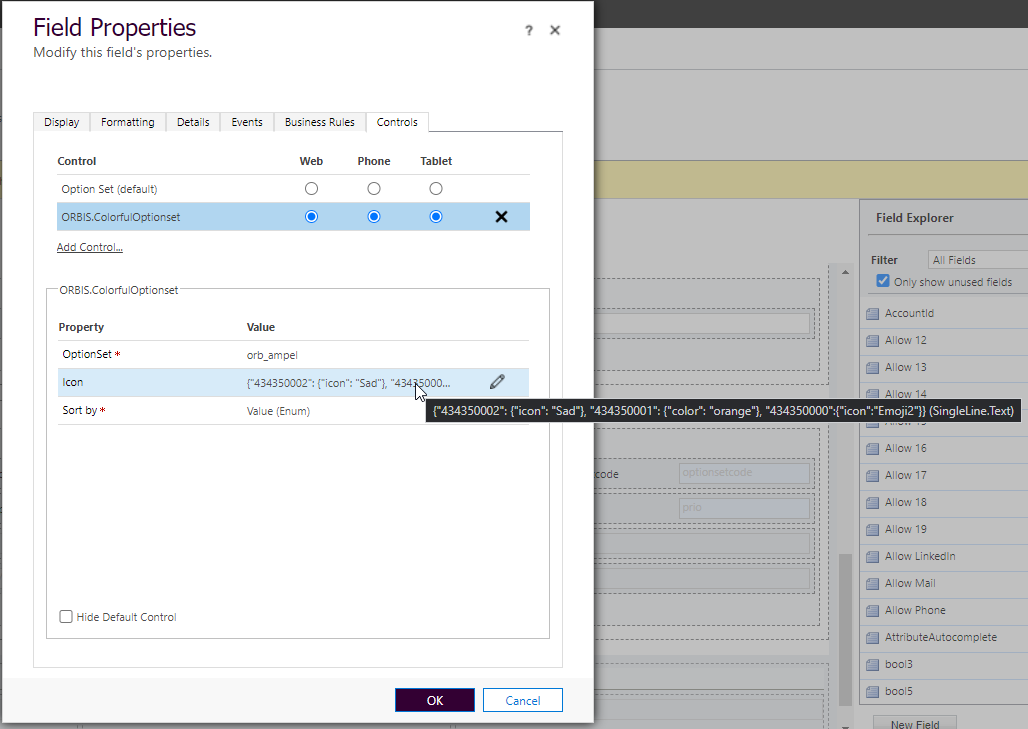 Field Properties
? ×
Modify this field's properties.
Display Formatting Details Events Business Rules Controls
Control Web Phone Tablet
Option Set (default)
ORBIS.ColorfulOptionset
Add Control...
ORBIS.ColorfulOptionset
Property Value
OptionSet * orb_ampel
Icon {"434350002": {"icon": "Sad"}, "43435000...
{"434350002": {"icon": "Sad"}, "434350001": {"color": "orange"}, "434350000":{"icon":"Emoji2"}} (SingleLine.Text)
Sort by * Value (Enum)
Hide Default Control
OK Cancel
code optionsetcode
prio
Field Explorer
Filter All Fields
Only show unused fields
AccountId
Allow 12
Allow 13
Allow 14
Allow 16
Allow 17
Allow 18
Allow 19
Allow LinkedIn
Allow Mail
Allow Phone
AttributeAutocomplete
bool3
bool5
New Field